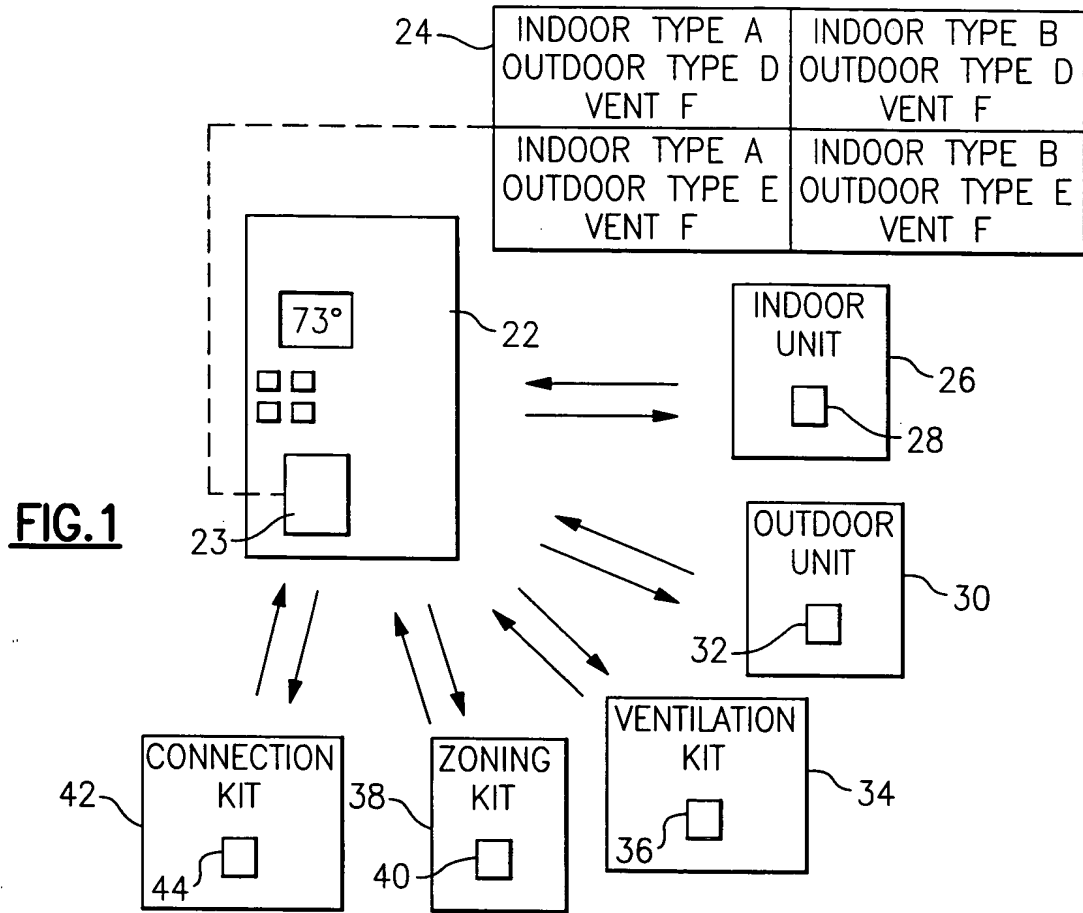 24
INDOOR TYPE A
OUTDOOR TYPE D
VENT F
INDOOR TYPE B
OUTDOOR TYPE D
VENT F
INDOOR TYPE A
OUTDOOR TYPE E
VENT F
INDOOR TYPE B
OUTDOOR TYPE E
VENT F
73°
22
23
FIG.1
INDOOR
UNIT
26
28
OUTDOOR
UNIT
30
32
VENTILATION
KIT
34
36
ZONING
KIT
38
40
CONNECTION
KIT
42
44